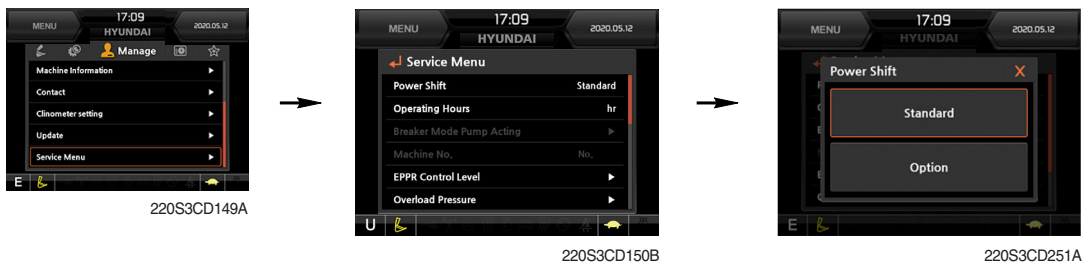 MENU
17:09
HYUNDAI
2020.05.12
Manage
Machine Information
Contact
Clinometer setting
Update
Service Menu
E
220S3CD149A
MENU
17:09
HYUNDAI
2020.05.12
Service Menu
Power Shift Standard
Operating Hours hr
Breaker Mode Pump Acting
Machine No. No.
EPPR Control Level
Overload Pressure
U
220S3CD150B
MENU
17:09
HYUNDAI
2020.05.12
Power Shift X
Standard
Option
E
220S3CD251A